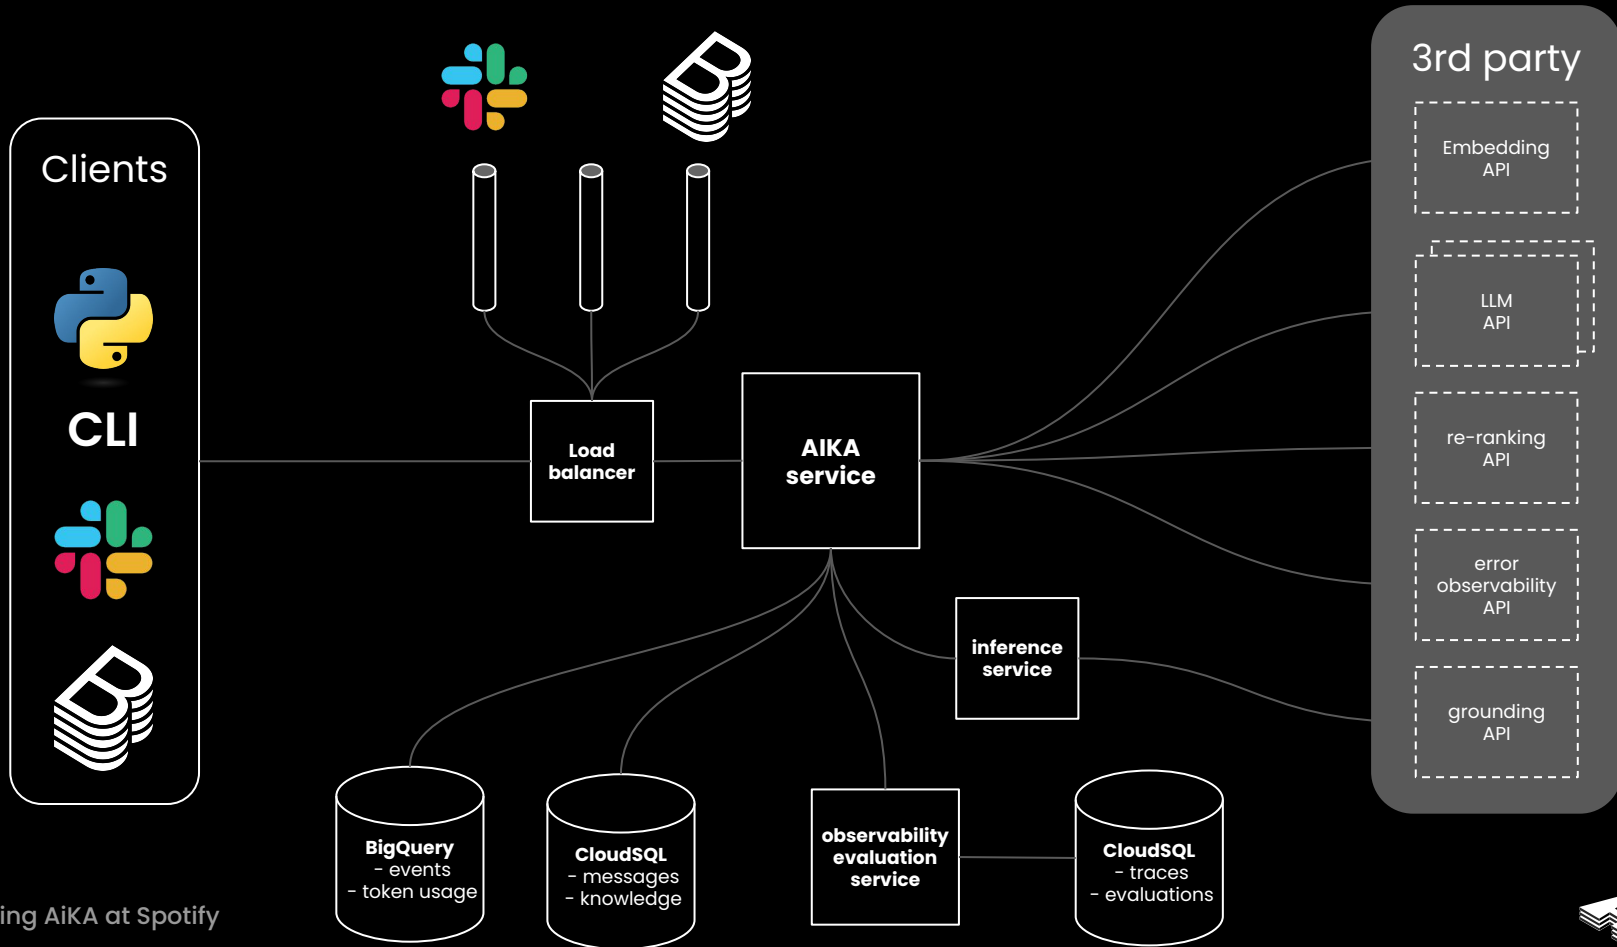 3rd party
Clients
Embedding
API
LLM
API
CLI
Load
balancer
AIKA
service
re-ranking
API
error
observability
API
inference
service
grounding
API
BigQuery
- events
- token usage
CloudSQL
- messages
- knowledge
observability
evaluation
service
CloudSQL
- traces
- evaluations
ing AiKA at Spotify